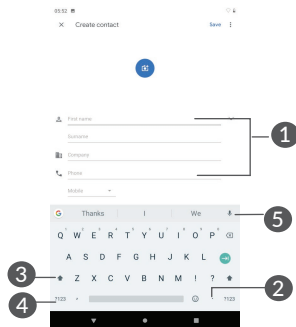 05:52
× Create contact Save
First name
Surname
Company
Phone
Mobile
1
G Thanks I We
5
Q W E R T Y U I O P
A S D F G H J K L
3
Z X C V B N M ! ?
2
4
?123 , . ?123